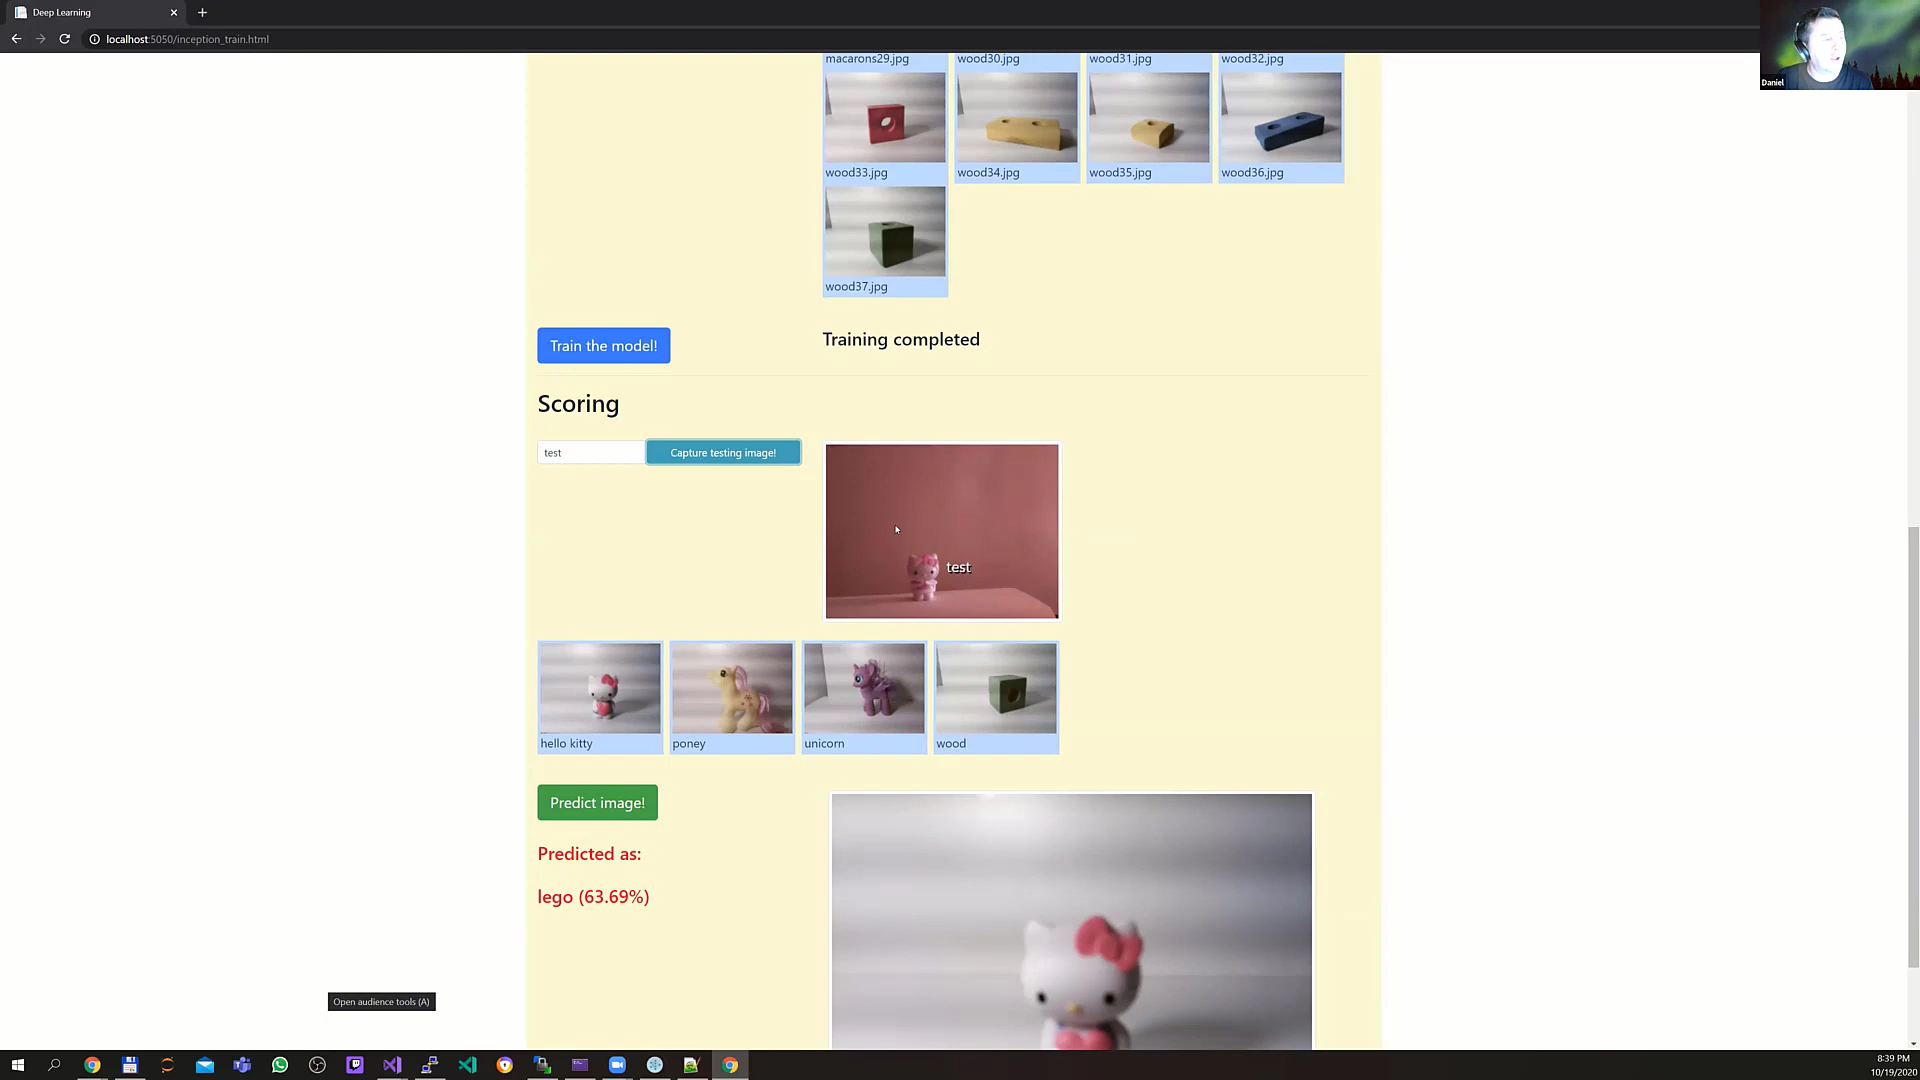 Deep Learning
localhost:5050/inception_train.html
Daniel
macarons29.jpg wood30.jpg wood31.jpg wood32.jpg
wood33.jpg wood34.jpg wood35.jpg wood36.jpg
wood37.jpg
Train the model!
Training completed
Scoring
test
Capture testing image!
test
hello kitty poney unicorn wood
Predict image!
Predicted as:
lego (63.69%)
Open audience tools (A)
8:39 PM
10/19/2020